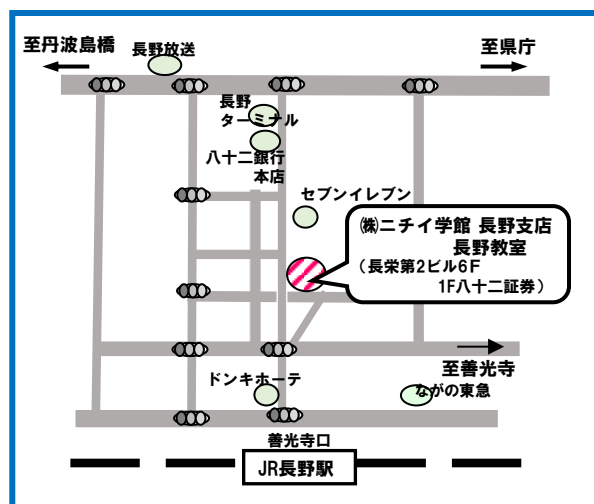 至丹波島橋
長野放送
至県庁
長野
ターミナル
八十二銀行
本店
セブンイレブン
㈱ニチイ学館 長野支店
長野教室
（長栄第2ビル6F
1F八十二証券）
至善光寺
ドンキホーテ
ながの東急
善光寺口
JR長野駅